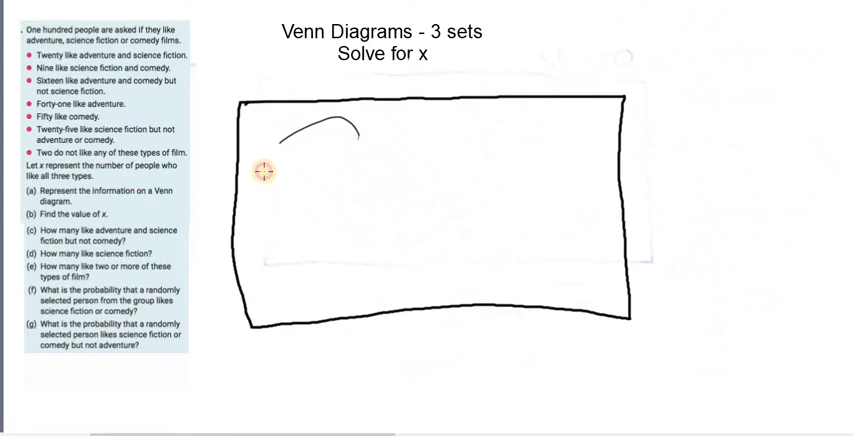 Venn Diagrams - 3 sets
Solve for x
. One hundred people are asked if they like
adventure, science fiction or comedy films.
• Twenty like adventure and science fiction.
• Nine like science fiction and comedy.
• Sixteen like adventure and comedy but
not science fiction.
• Forty-one like adventure.
• Fifty like comedy.
• Twenty-five like science fiction but not
adventure or comedy.
• Two do not like any of these types of film.
Let x represent the number of people who
like all three types.
(a) Represent the information on a Venn
diagram.
(b) Find the value of x.
(c) How many like adventure and science
fiction but not comedy?
(d) How many like science fiction?
(e) How many like two or more of these
types of film?
(f) What is the probability that a randomly
selected person from the group likes
science fiction or comedy?
(g) What is the probability that a randomly
selected person likes science fiction or
comedy but not adventure?